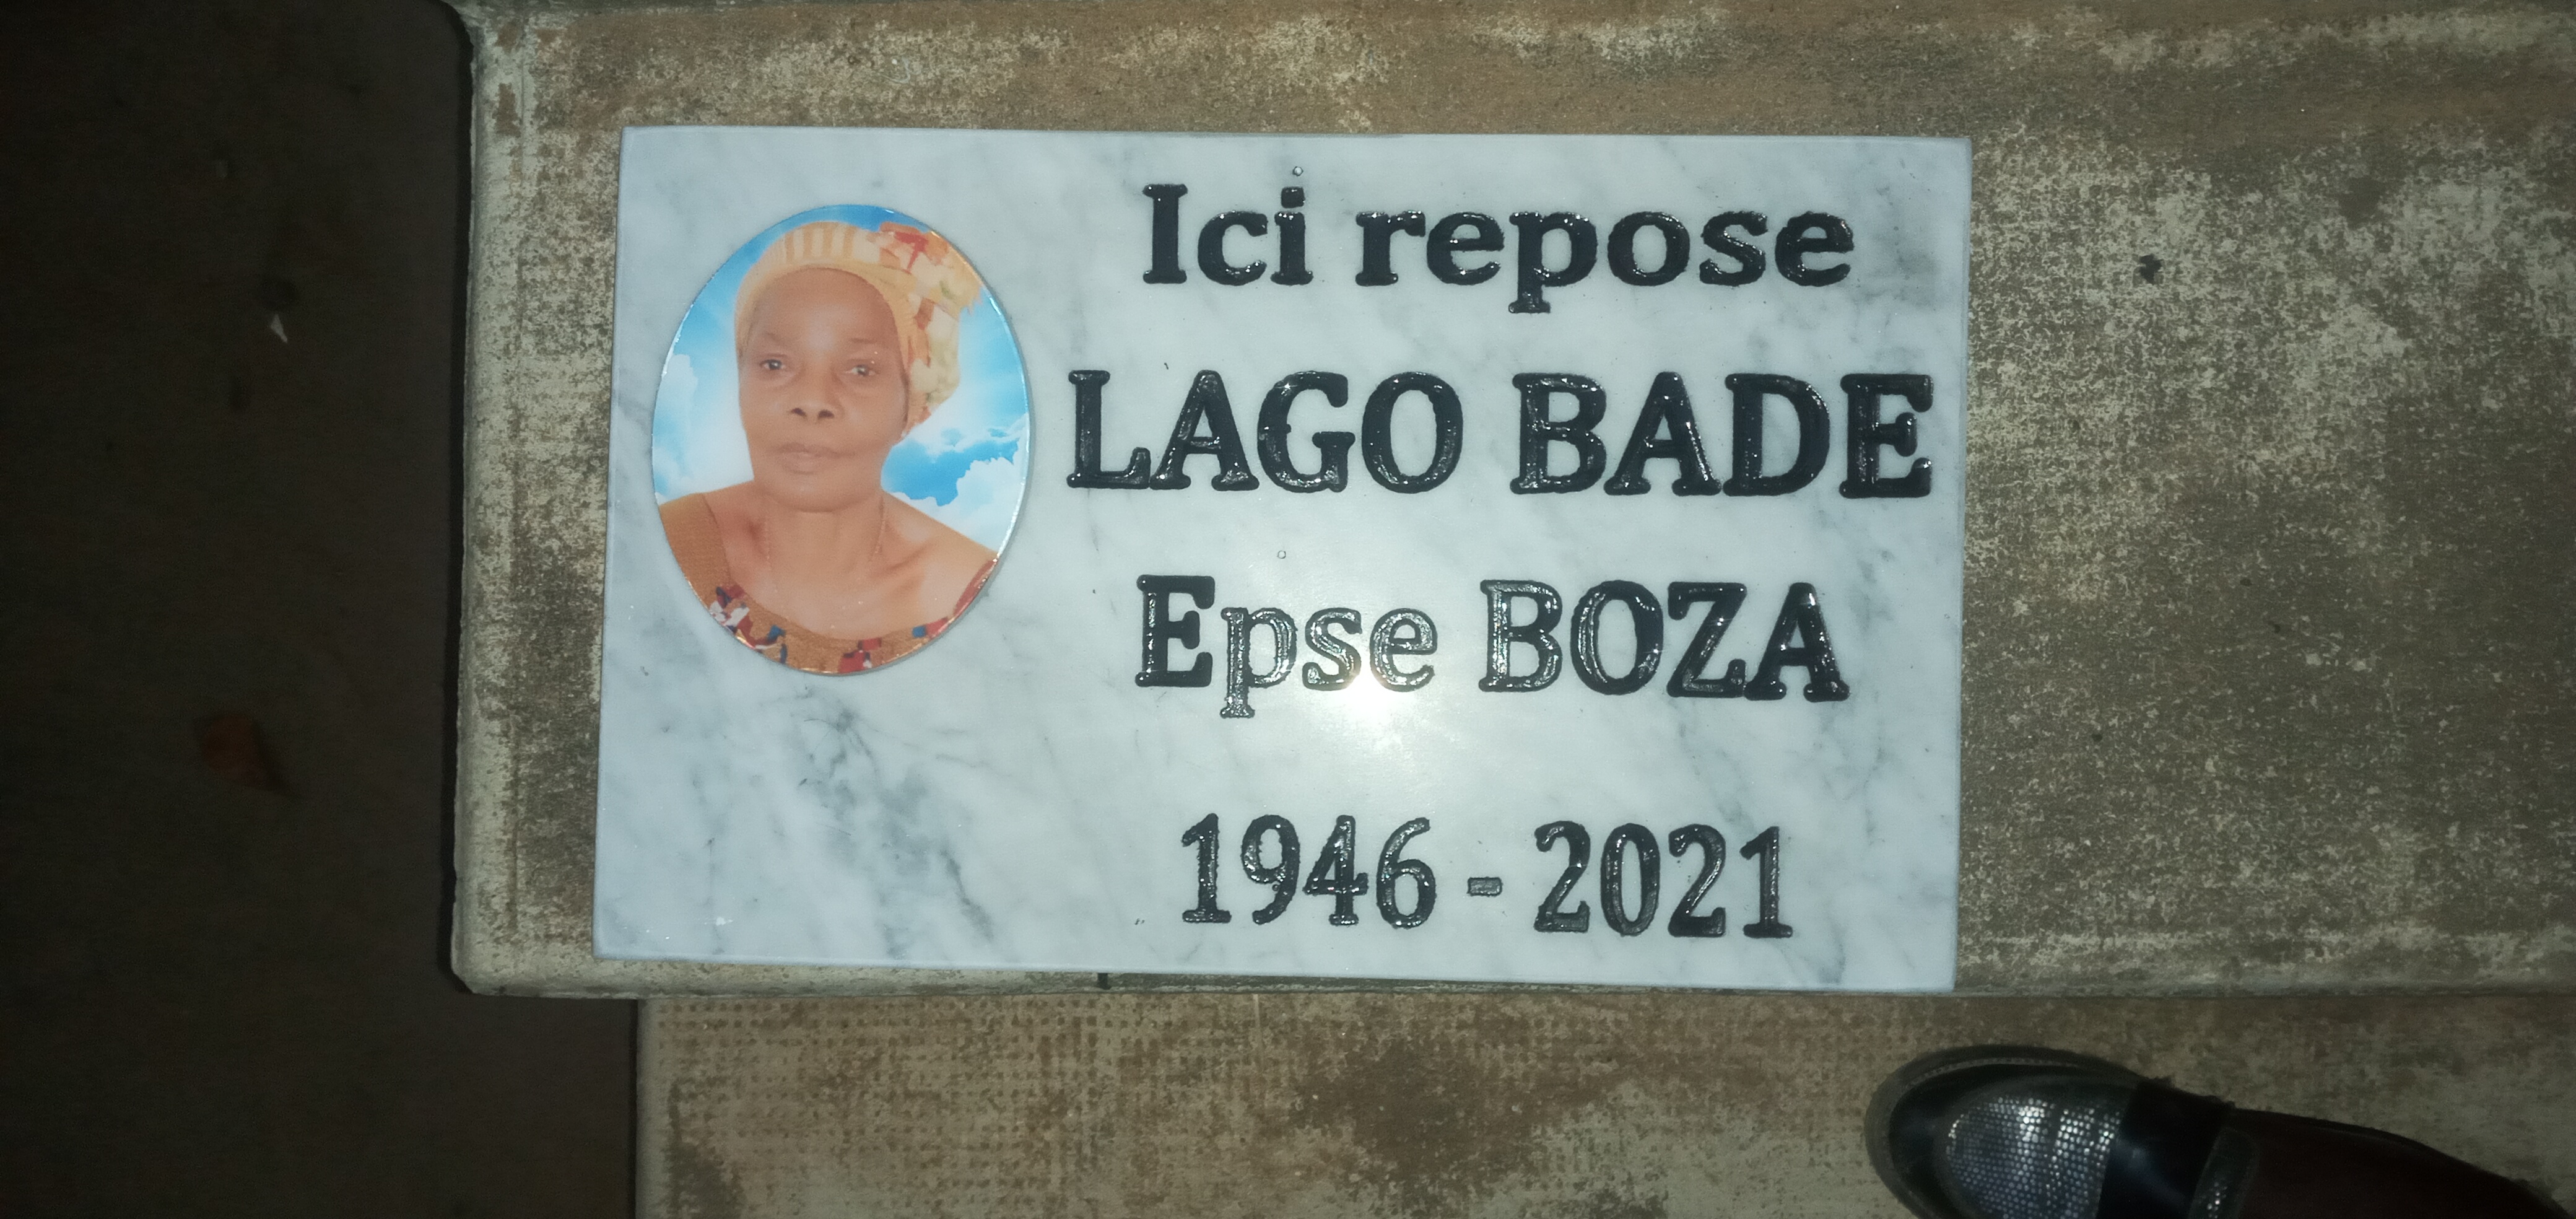 Ici repose
LAGO BADE
Epse BOZA
1946 - 2021